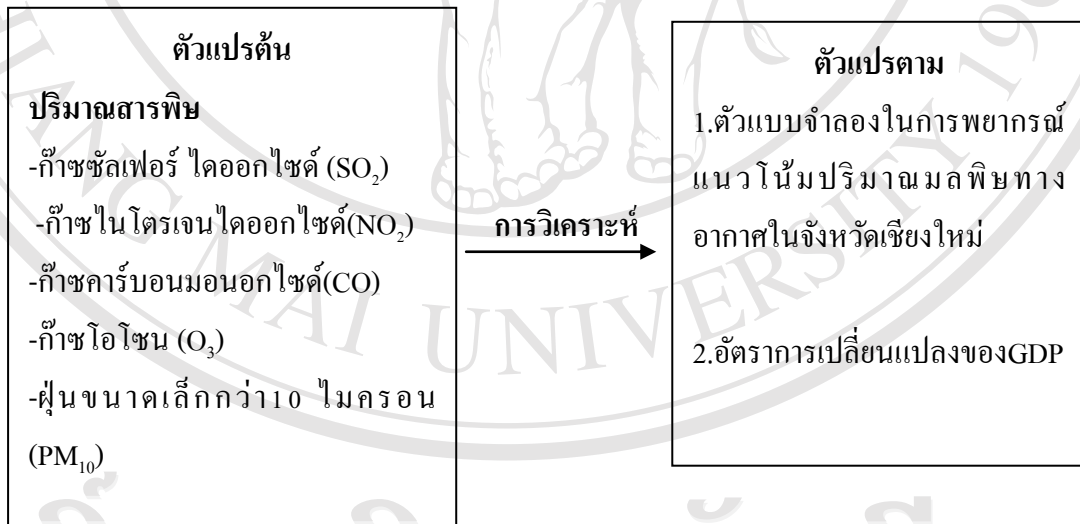 ตัวแปรต้น
ปริมาณสารพิษ
-ก๊าซซัลเฟอร์ ไดออกไซด์ (SO₂)
-ก๊าซไนโตรเจนไดออกไซด์(NO₂)
-ก๊าซคาร์บอนมอนอกไซด์(CO)
-ก๊าซโอโซน (O₃)
-ฝุ่นขนาดเล็กกว่า10 ไมครอน
(PM₁₀)
การวิเคราะห์
ตัวแปรตาม
1.ตัวแบบจำลองในการพยากรณ์
แนวโน้มปริมาณมลพิษทาง
อากาศในจังหวัดเชียงใหม่
2.อัตราการเปลี่ยนแปลงของGDP
ANG MAI UNIVERSITY